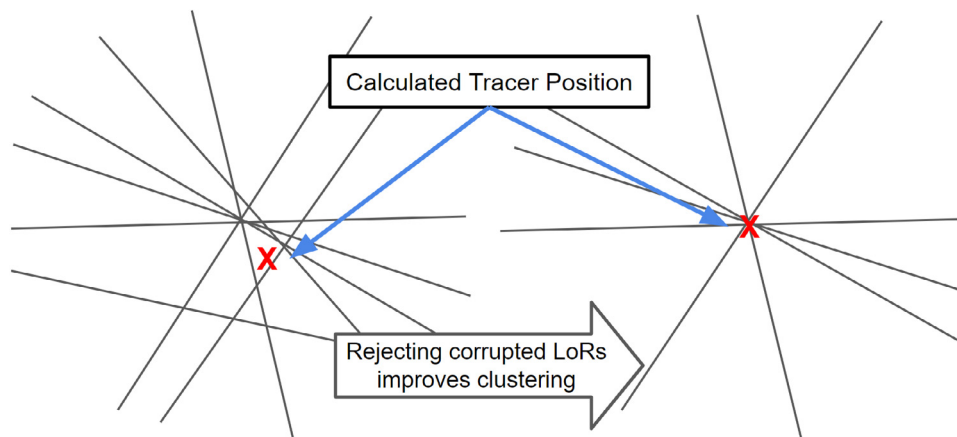 Calculated Tracer Position
X
X
Rejecting corrupted LoRs
improves clustering